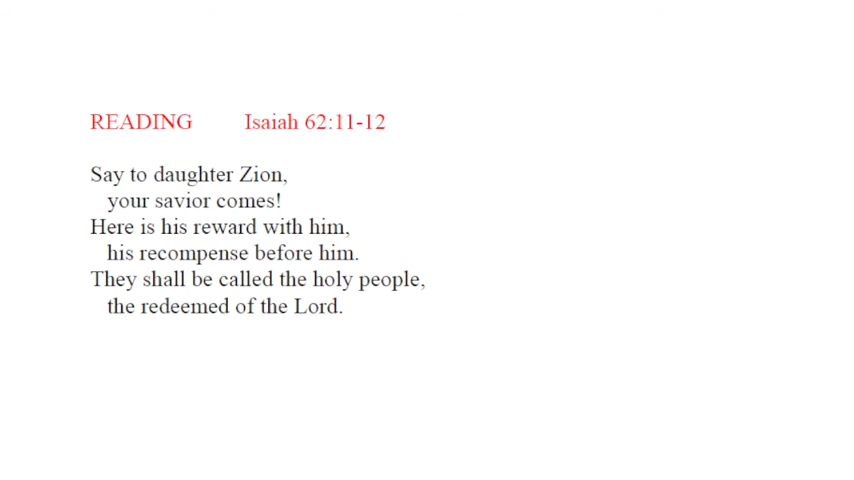 READING Isaiah 62:11-12
Say to daughter Zion,
your savior comes!
Here is his reward with him,
his recompense before him.
They shall be called the holy people,
the redeemed of the Lord.